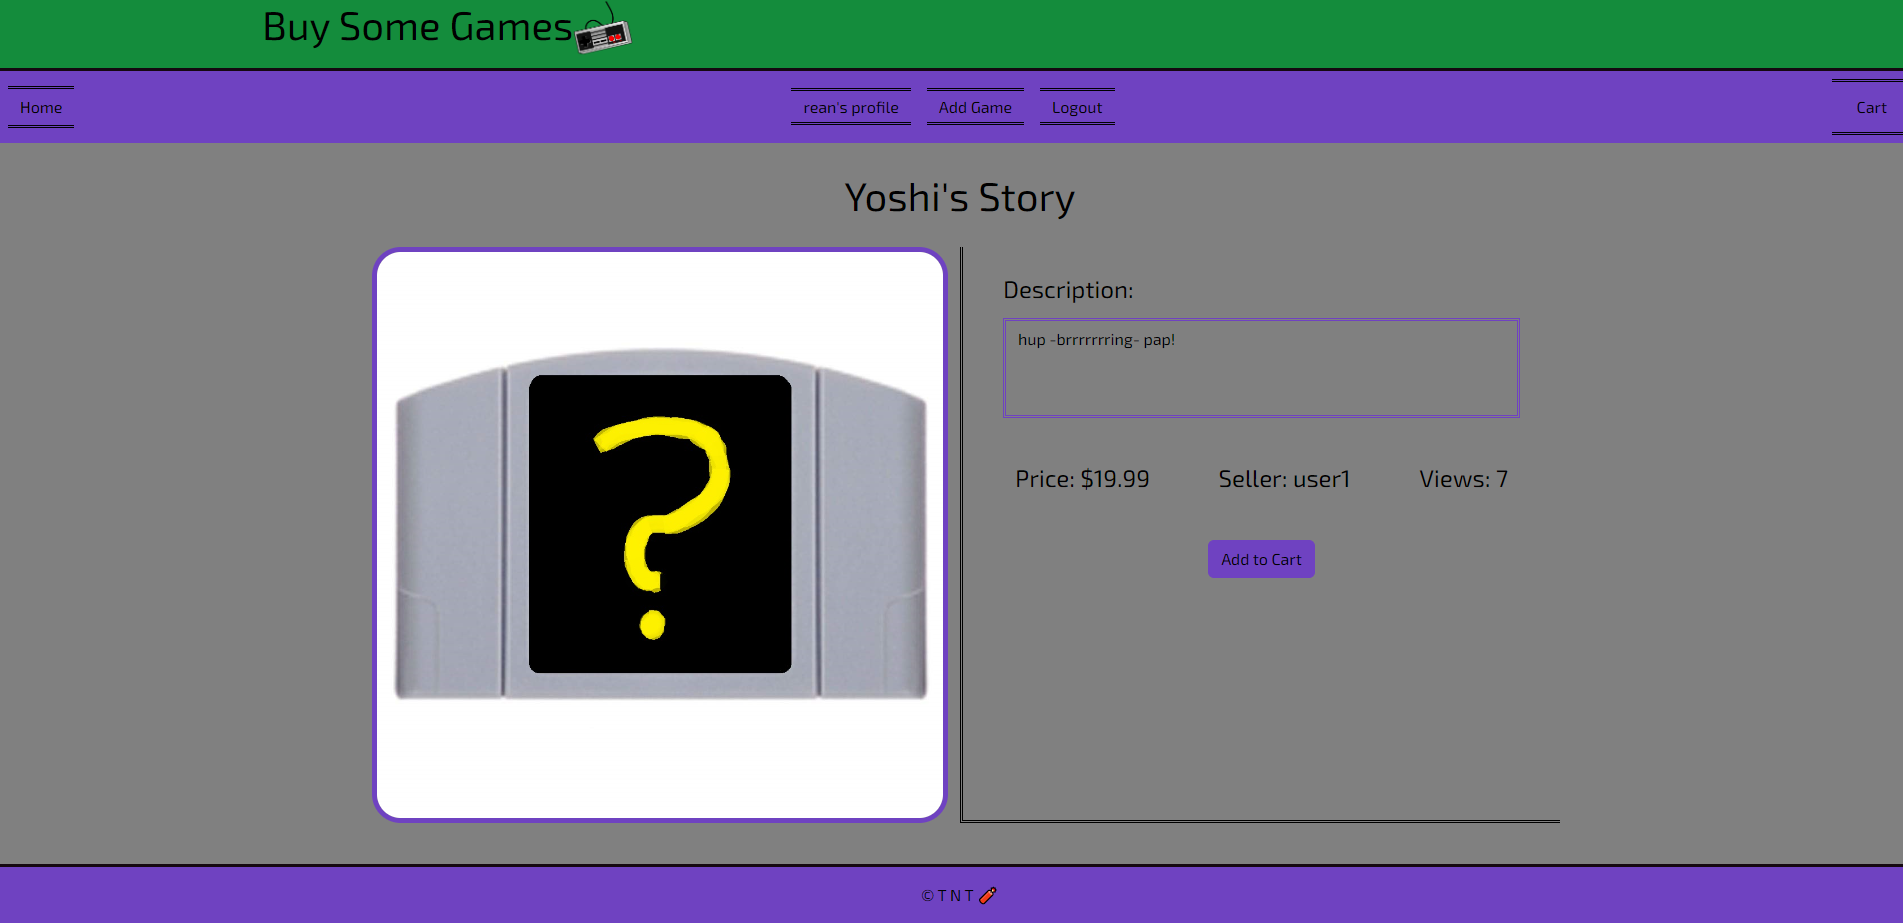 Buy Some Games
Home
rean's profile
Add Game
Logout
Cart
Yoshi's Story
Description:
hup -brrrrrrring- pap!
Price: $19.99
Seller: user1
Views: 7
Add to Cart
?
© T N T